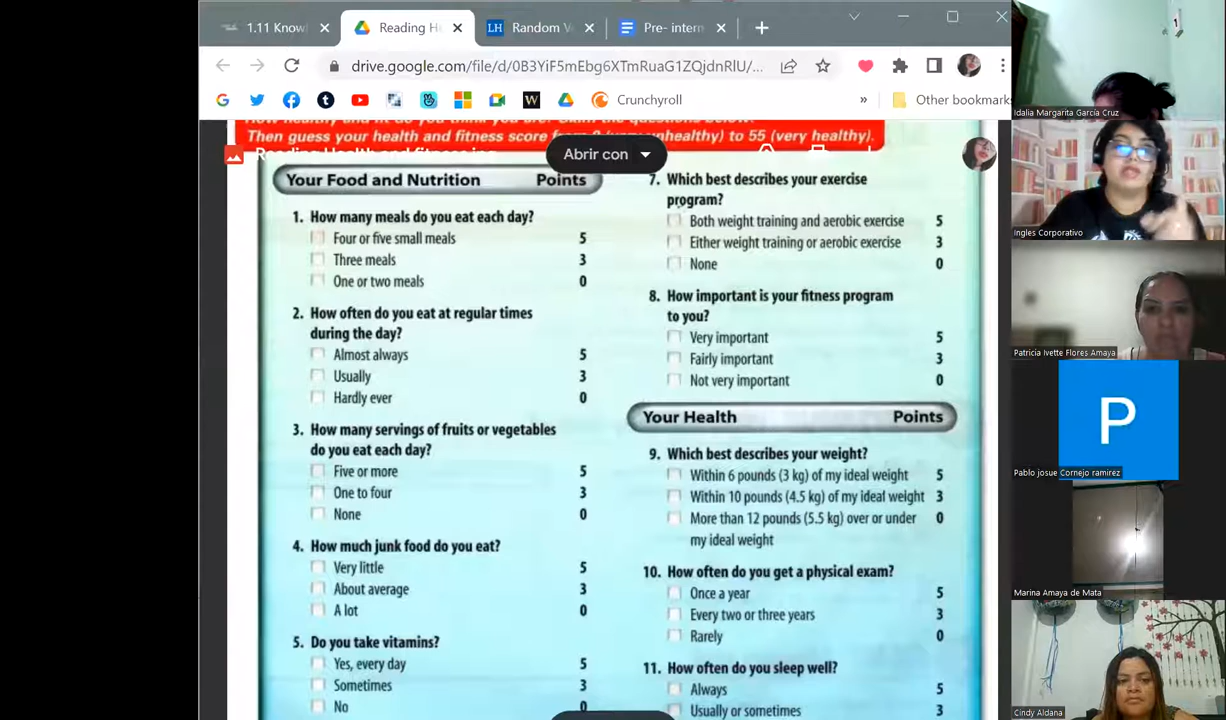 1.11 Know
Reading He
LH
Random V
Pre- intern
drive.google.com/file/d/0B3YiF5mEbg6XTmRuaG1ZQjdnRlU/...
W
Crunchyroll
»
Other bookmarks
Then guess your health and fitness score from 0 (very unhealthy) to 55 (very healthy).
Abrir con
Your Food and Nutrition Points
1. How many meals do you eat each day?
Four or five small meals 5
Three meals 3
One or two meals 0
2. How often do you eat at regular times
during the day?
Almost always 5
Usually 3
Hardly ever 0
3. How many servings of fruits or vegetables
do you eat each day?
Five or more 5
One to four 3
None 0
4. How much junk food do you eat?
Very little 5
About average 3
A lot 0
5. Do you take vitamins?
Yes, every day 5
Sometimes 3
No 0
7. Which best describes your exercise
program?
Both weight training and aerobic exercise 5
Either weight training or aerobic exercise 3
None 0
8. How important is your fitness program
to you?
Very important 5
Fairly important 3
Not very important 0
Your Health Points
9. Which best describes your weight?
Within 6 pounds (3 kg) of my ideal weight 5
Within 10 pounds (4.5 kg) of my ideal weight 3
More than 12 pounds (5.5 kg) over or under 0
my ideal weight
10. How often do you get a physical exam?
Once a year 5
Every two or three years 3
Rarely 0
11. How often do you sleep well?
Always 5
Usually or sometimes 3
Idalia Margarita García Cruz
Ingles Corporativo
Patricia Ivette Flores Amaya
P
Pablo josue Cornejo ramirez
Marina Amaya de Mata
Cindy Aldana